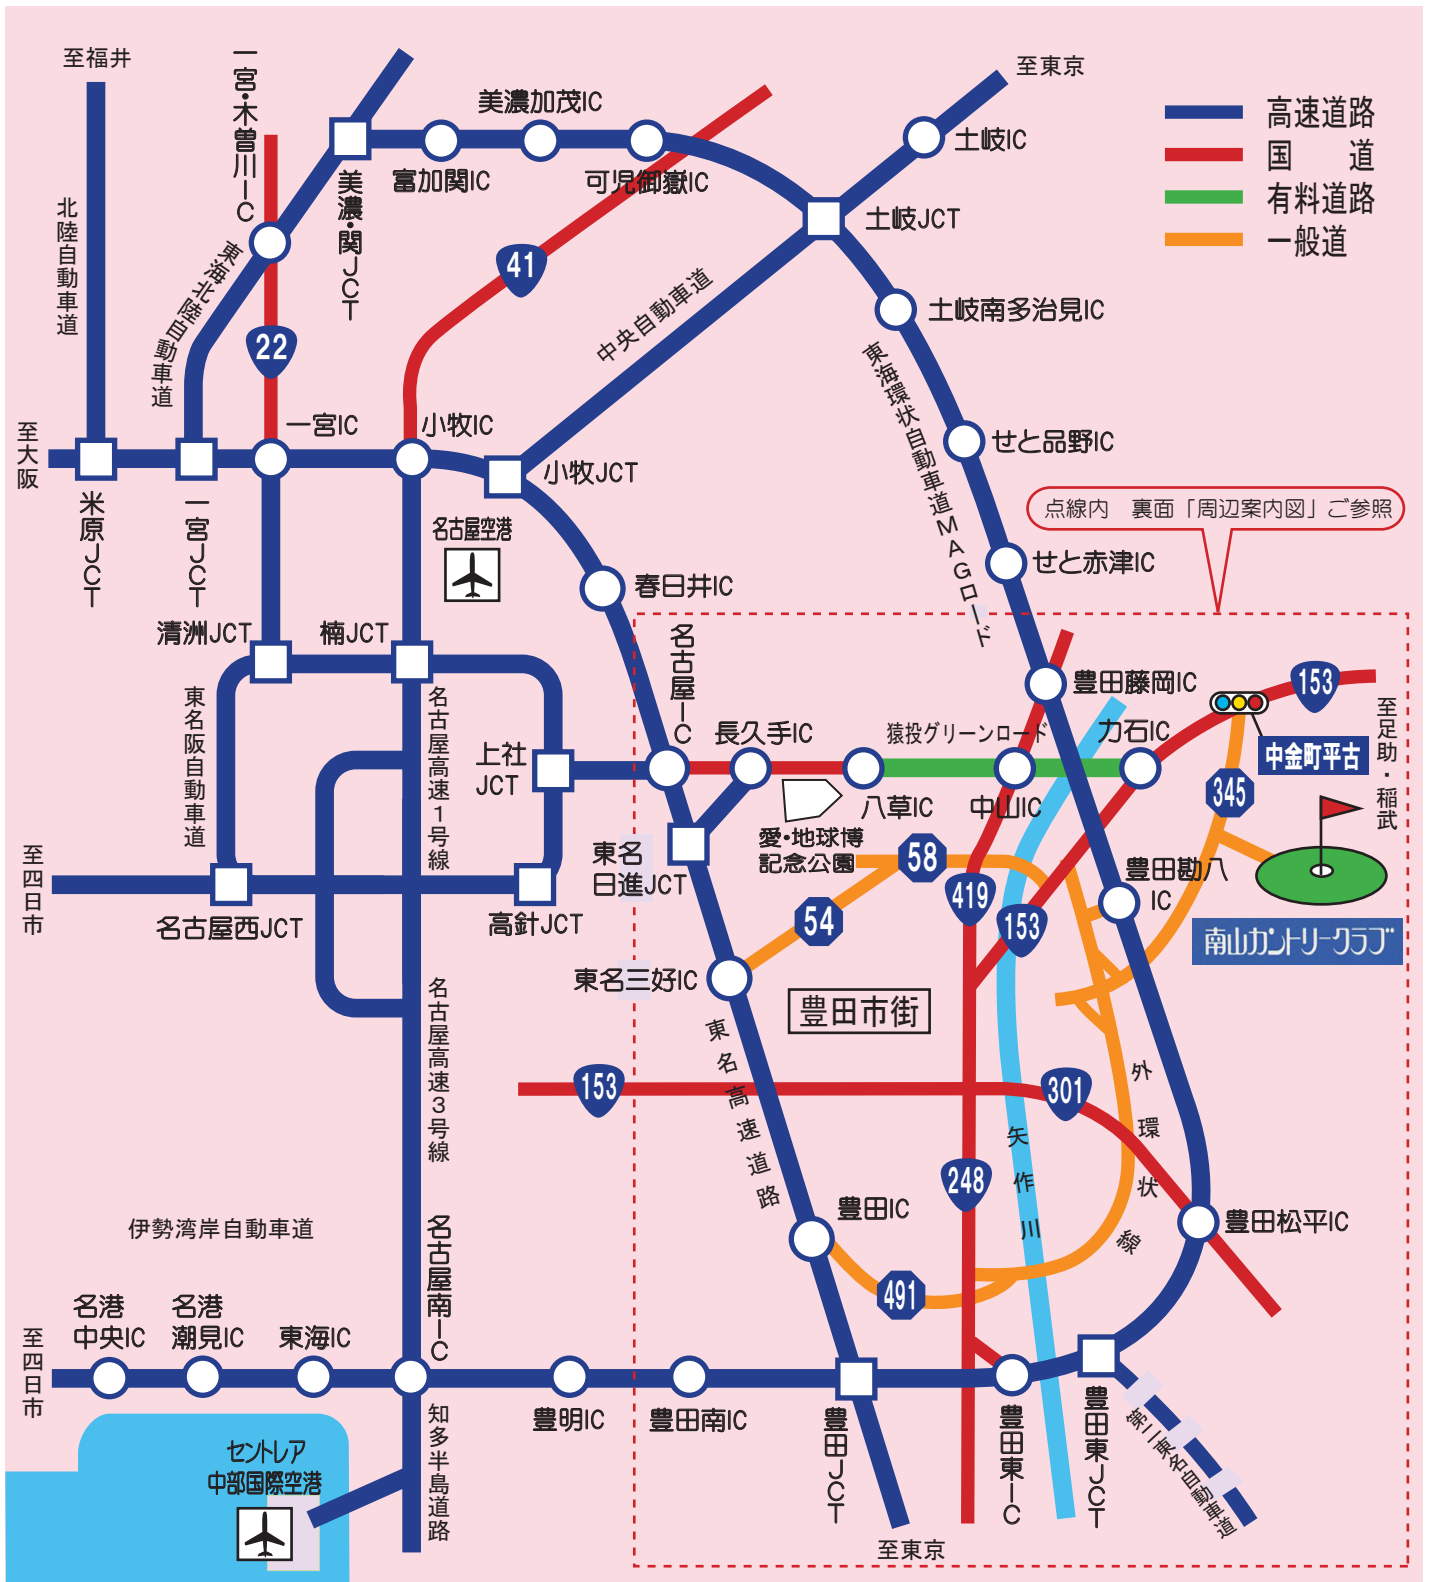 至福井
一宮・木曽川IC
美濃加茂IC
至東京
土岐IC
高速道路
国道
有料道路
一般道
富加関IC
可児御嶽IC
美濃・関JCT
土岐JCT
北陸自動車道
東海北陸自動車道
41
中央自動車道
土岐南多治見IC
22
東海環状自動車道MAGロード
至大阪
一宮IC
小牧IC
小牧JCT
せと品野IC
米原JCT
一宮JCT
名古屋空港
点線内 裏面「周辺案内図」ご参照
春日井IC
せと赤津IC
清洲JCT
楠JCT
名古屋IC
豊田藤岡IC
153
至足助・稲武
東名阪自動車道
名古屋高速1号線
上社
JCT
長久手IC
猿投グリーンロード
力石IC
中金町平古
345
八草IC
中山IC
愛・地球博
記念公園
58
東名
日進JCT
419
153
54
豊田勘八
IC
至四日市
名古屋西JCT
高針JCT
南山カントリークラブ
東名三好IC
豊田市街
名古屋高速3号線
東名高速道路
153
301
外環状線
矢作川
248
豊田IC
豊田松平IC
伊勢湾岸自動車道
名古屋南IC
491
至四日市
名港
中央IC
名港
潮見IC
東海IC
豊明IC
豊田南IC
豊田JCT
豊田東IC
豊田東JCT
第二東名自動車道
知多半島道路
セントレア
中部国際空港
至東京